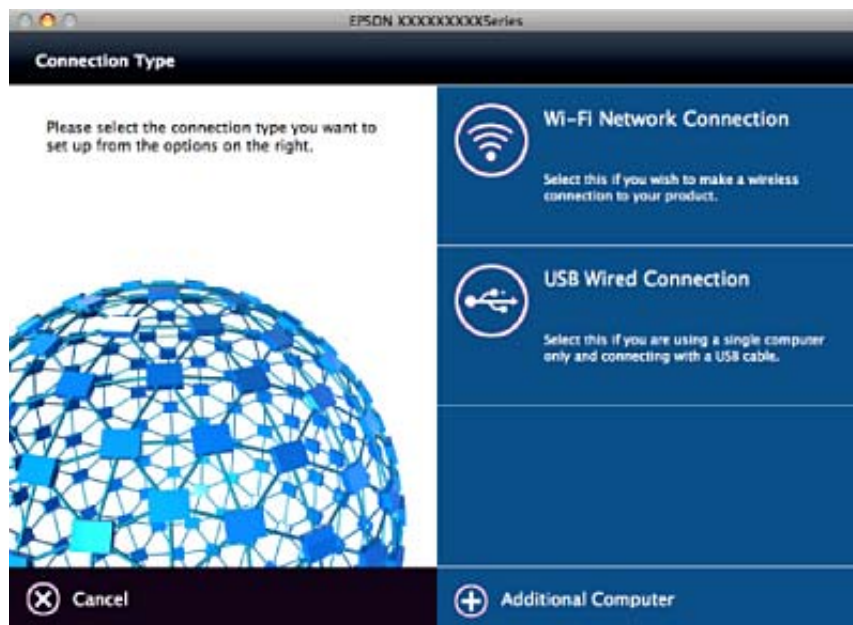 EPSON XXXXXXXXXSeries
Connection Type
Please select the connection type you want to
set up from the options on the right.
Wi-Fi Network Connection
Select this if you wish to make a wireless
connection to your product.
USB Wired Connection
Select this if you are using a single computer
only and connecting with a USB cable.
Cancel
Additional Computer